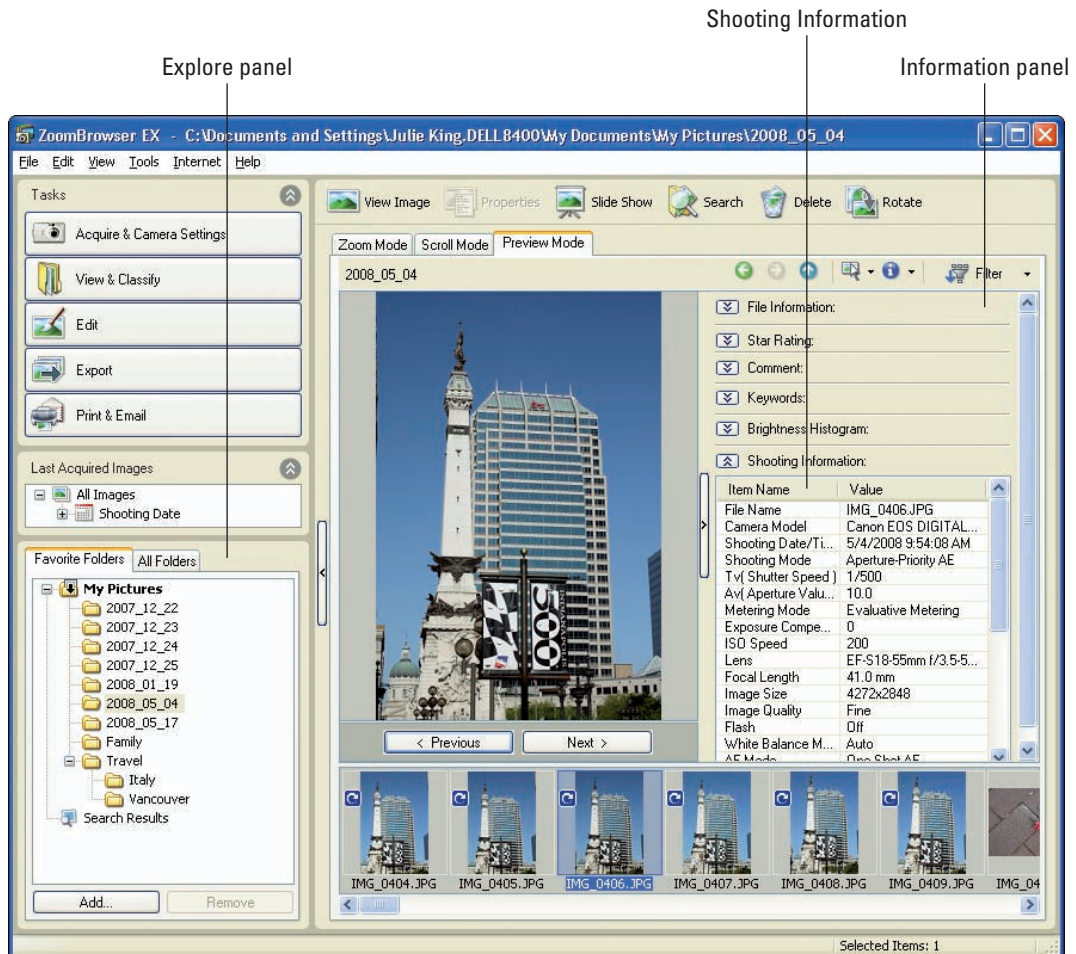 Shooting Information
Explore panel
Information panel
ZoomBrowser EX - C:\Documents and Settings\Julie King.DELL8400\My Documents\My Pictures\2008_05_04
File Edit View Tools Internet Help
Tasks
Acquire & Camera Settings
View & Classify
Edit
Export
Print & Email
Last Acquired Images
All Images
Shooting Date
Favorite Folders All Folders
My Pictures
2007_12_22
2007_12_23
2007_12_24
2007_12_25
2008_01_19
2008_05_04
2008_05_17
Family
Travel
Italy
Vancouver
Search Results
Add... Remove
View Image Properties Slide Show Search Delete Rotate
Zoom Mode Scroll Mode Preview Mode
2008_05_04 Filter
500
< Previous Next >
File Information:
Star Rating:
Comment:
Keywords:
Brightness Histogram:
Shooting Information:
Item Name Value
File Name IMG_0406.JPG
Camera Model Canon EOS DIGITAL...
Shooting Date/Ti... 5/4/2008 9:54:08 AM
Shooting Mode Aperture-Priority AE
Tv( Shutter Speed ) 1/500
Av( Aperture Valu... 10.0
Metering Mode Evaluative Metering
Exposure Compe... 0
ISO Speed 200
Lens EF-S18-55mm f/3.5-5...
Focal Length 41.0 mm
Image Size 4272x2848
Image Quality Fine
Flash Off
White Balance M... Auto
AF Mode One Shot AF
IMG_0404.JPG IMG_0405.JPG IMG_0406.JPG IMG_0407.JPG IMG_0408.JPG IMG_0409.JPG IMG_04
Selected Items: 1